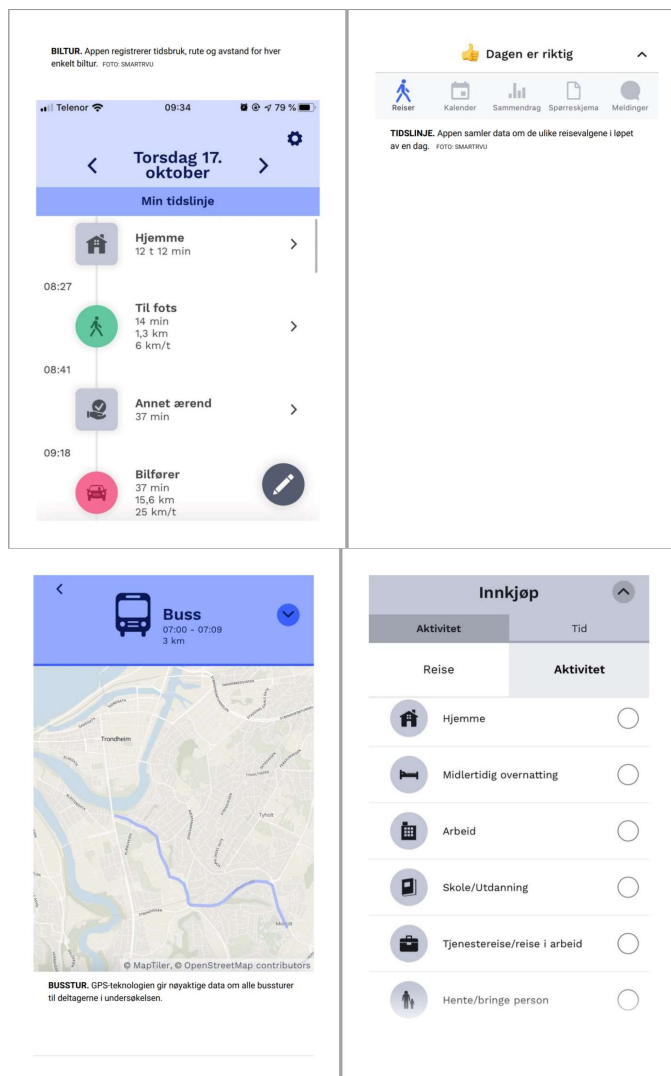 BILTUR. Appen registrerer tidsbruk, rute og avstand for hver
enkelt biltur. FOTO: SMARTRVU
Telenor 09:34 79 %
Torsdag 17.
oktober
Min tidslinje
Hjemme
12 t 12 min
08:27
Til fots
14 min
1,3 km
6 km/t
08:41
Annet ærend
37 min
09:18
Bilfører
37 min
15,6 km
25 km/t
Dagen er riktig
Reiser Kalender Sammendrag Spørreskjema Meldinger
TIDSLINJE. Appen samler data om de ulike reisevalgene i løpet
av en dag. FOTO: SMARTRVU
Buss
07:00 - 07:09
3 km
Trondheim
Tyholt
© MapTiler, © OpenStreetMap contributors
BUSSTUR. GPS-teknologien gir nøyaktige data om alle bussturer
til deltagerne i undersøkelsen.
Innkjøp
Aktivitet Tid
Reise Aktivitet
Hjemme
Midlertidig overnatting
Arbeid
Skole/Utdanning
Tjenestereise/reise i arbeid
Hente/bringe person